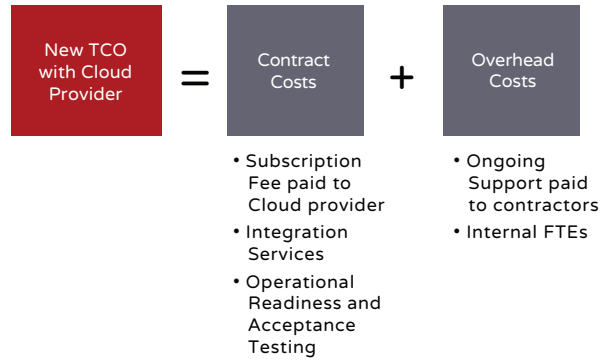 New TCO
with Cloud
Provider
=
Contract
Costs
+
Overhead
Costs
• Subscription
Fee paid to
Cloud provider
• Integration
Services
• Operational
Readiness and
Acceptance
Testing
• Ongoing
Support paid
to contractors
• Internal FTEs